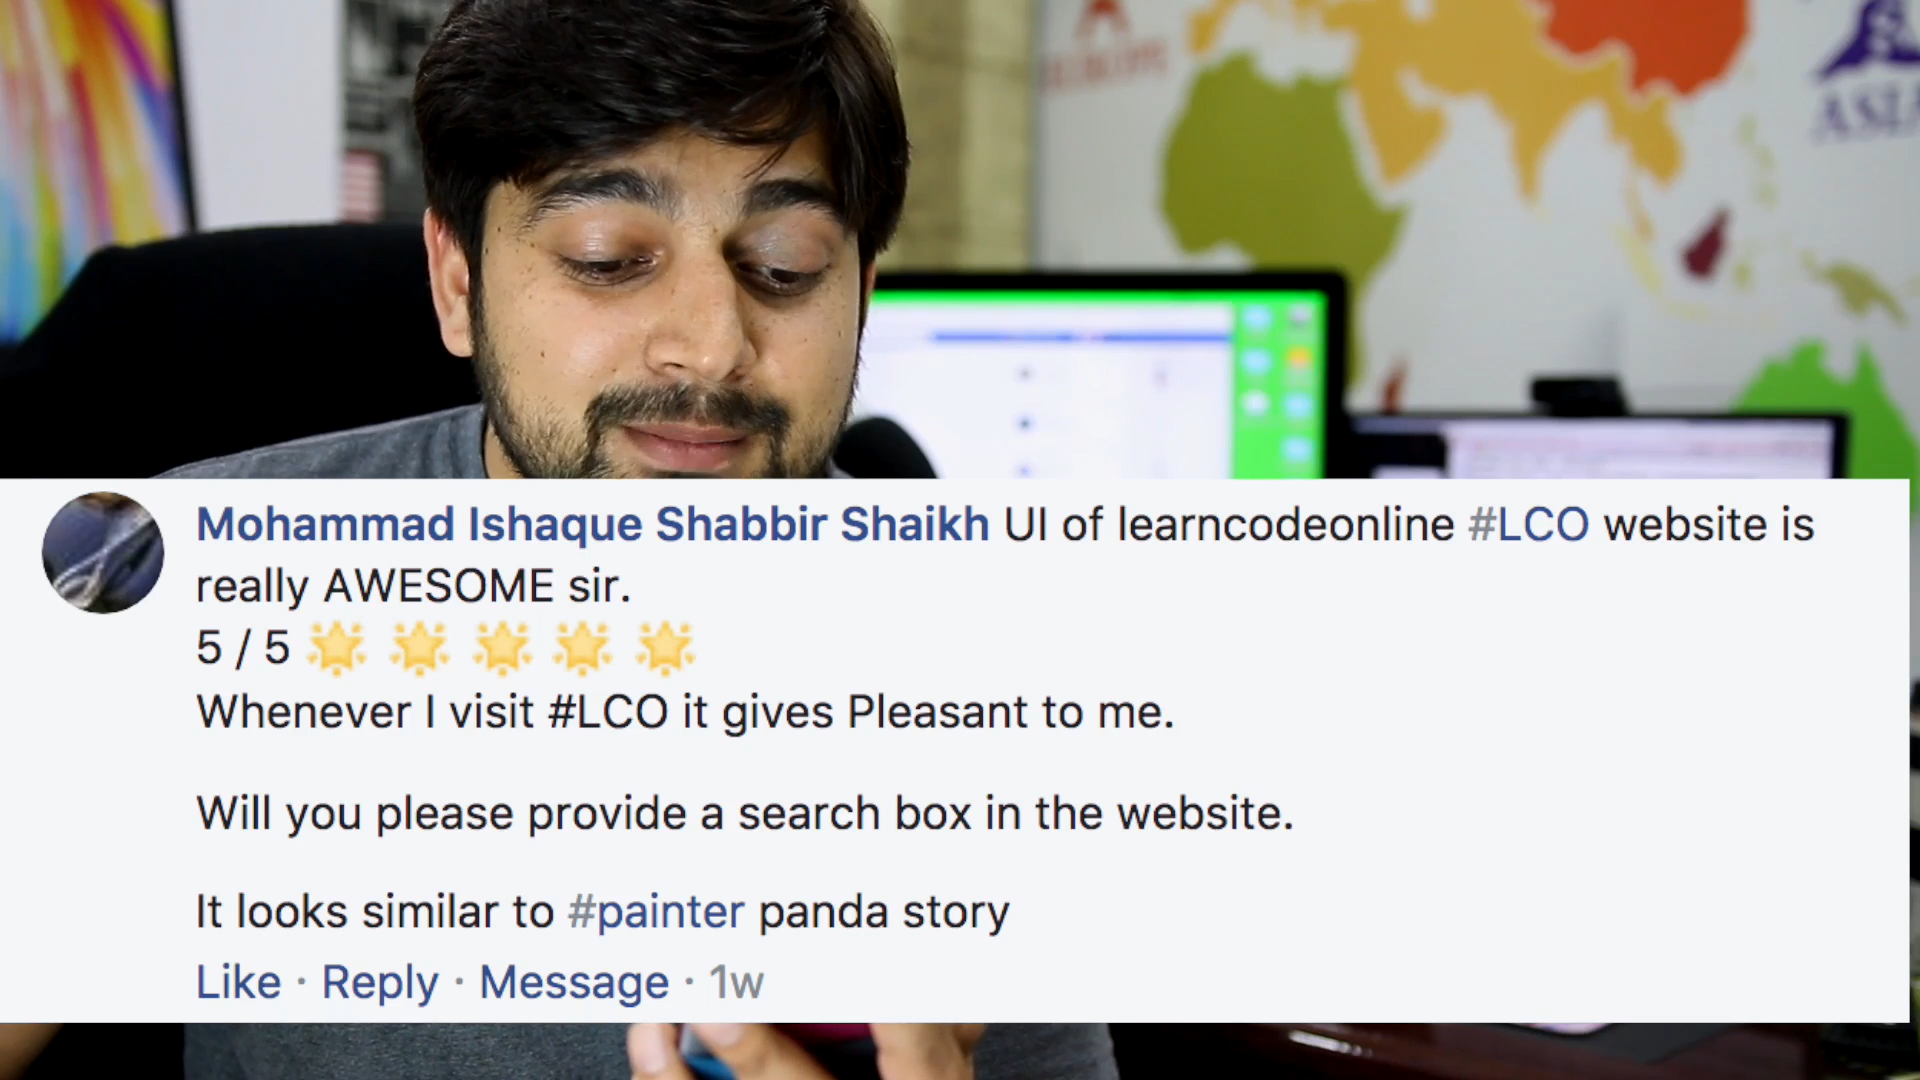 EUROPE
ASIA
Mohammad Ishaque Shabbir Shaikh UI of learncodeonline #LCO website is
really AWESOME sir.
5 / 5 🌟 🌟 🌟 🌟 🌟
Whenever I visit #LCO it gives Pleasant to me.
Will you please provide a search box in the website.
It looks similar to #painter panda story
Like · Reply · Message · 1w